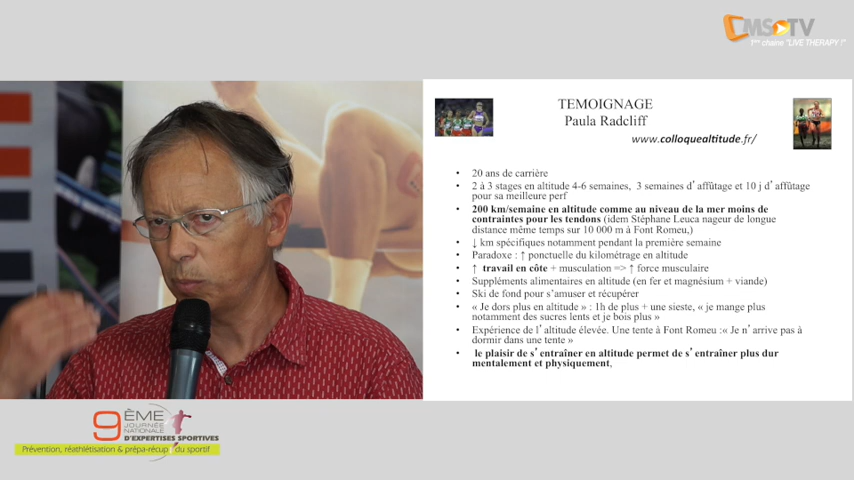 CMS TV
1ère chaine "LIVE THERAPY !"
TEMOIGNAGE
Paula Radcliff
www.colloquealtitude.fr/
• 20 ans de carrière
• 2 à 3 stages en altitude 4-6 semaines, 3 semaines d'affûtage et 10 j d'affûtage
pour sa meilleure perf
• 200 km/semaine en altitude comme au niveau de la mer moins de
contraintes pour les tendons (idem Stéphane Leuca nageur de longue
distance même temps sur 10 000 m à Font Romeu,)
• ↓ km spécifiques notamment pendant la première semaine
• Paradoxe : ↑ ponctuelle du kilométrage en altitude
• ↑ travail en côte + musculation => ↑ force musculaire
• Suppléments alimentaires en altitude (en fer et magnésium + viande)
• Ski de fond pour s'amuser et récupérer
• « Je dors plus en altitude » : 1h de plus + une sieste, « je mange plus
notamment des sucres lents et je bois plus »
• Expérience de l'altitude élevée. Une tente à Font Romeu :« Je n'arrive pas à
dormir dans une tente »
• le plaisir de s'entraîner en altitude permet de s'entraîner plus dur
mentalement et physiquement,
9ÈME
JOURNÉE
NATIONALE
D'EXPERTISES SPORTIVES
Prévention, réathlétisation & prépa-récup' du sportif